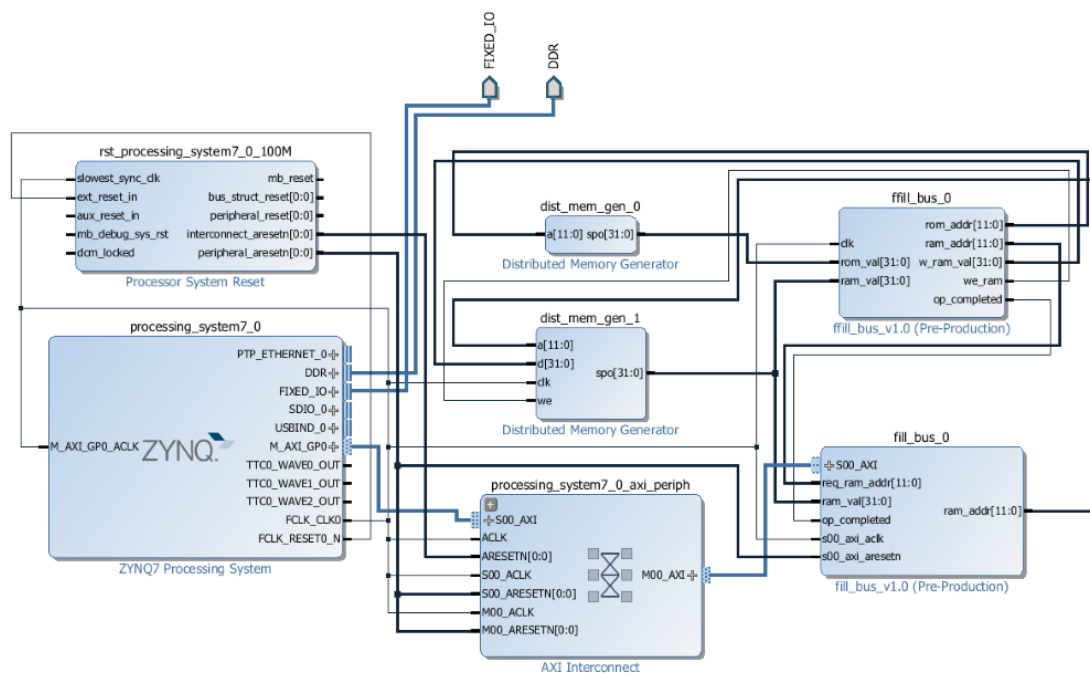 FIXED_IO
DDR
rst_processing_system7_0_100M
slowest_sync_clk
ext_reset_in
aux_reset_in
mb_debug_sys_rst
dcm_locked
mb_reset
bus_struct_reset[0:0]
peripheral_reset[0:0]
interconnect_aresetn[0:0]
peripheral_aresetn[0:0]
Processor System Reset
dist_mem_gen_0
a[11:0]
spo[31:0]
Distributed Memory Generator
ffill_bus_0
clk
rom_val[31:0]
ram_val[31:0]
rom_addr[11:0]
ram_addr[11:0]
w_ram_val[31:0]
we_ram
op_completed
ffill_bus_v1.0 (Pre-Production)
dist_mem_gen_1
a[11:0]
d[31:0]
clk
we
spo[31:0]
Distributed Memory Generator
processing_system7_0
M_AXI_GP0_ACLK
ZYNQ
PTP_ETHERNET_0
DDR
FIXED_IO
SDIO_0
USBIND_0
M_AXI_GP0
TTC0_WAVE0_OUT
TTC0_WAVE1_OUT
TTC0_WAVE2_OUT
FCLK_CLK0
FCLK_RESET0_N
ZYNQ7 Processing System
processing_system7_0_axi_periph
S00_AXI
ACLK
ARESETN[0:0]
S00_ACLK
S00_ARESETN[0:0]
M00_ACLK
M00_ARESETN[0:0]
M00_AXI
AXI Interconnect
fill_bus_0
S00_AXI
req_ram_addr[11:0]
ram_val[31:0]
op_completed
s00_axi_aclk
s00_axi_aresetn
ram_addr[11:0]
fill_bus_v1.0 (Pre-Production)